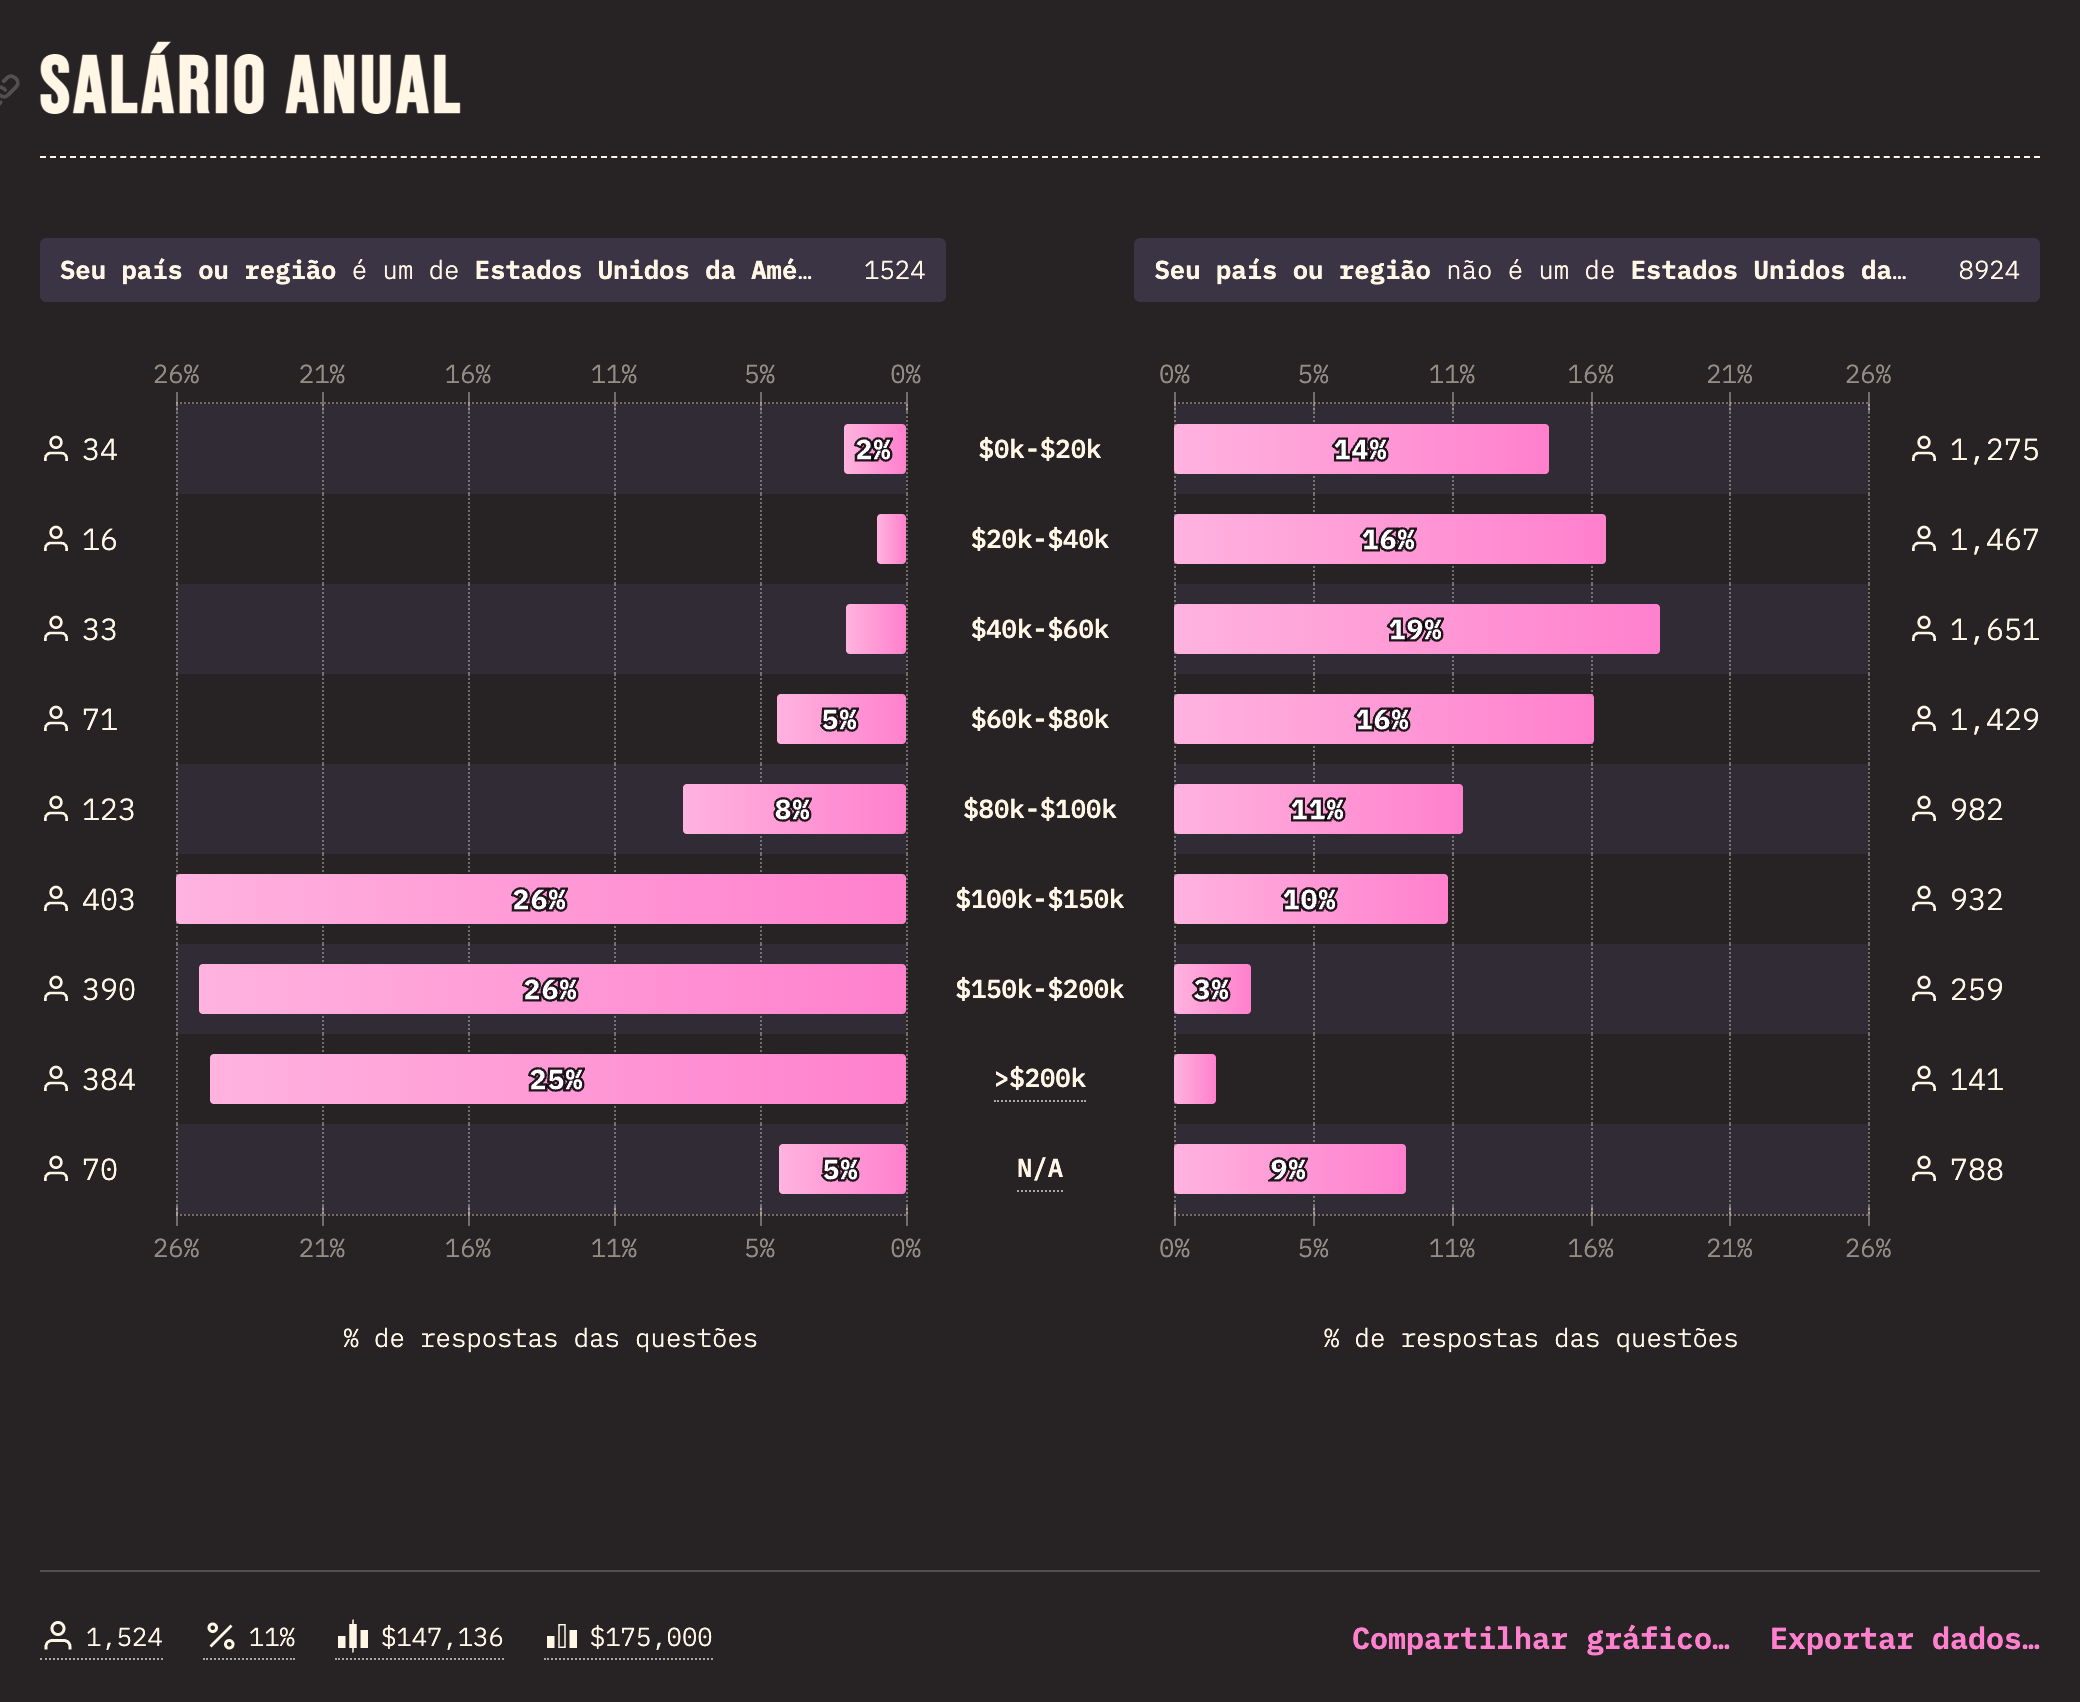 SALÁRIO ANUAL
Seu país ou região é um de Estados Unidos da Amé… 1524
Seu país ou região não é um de Estados Unidos da… 8924
26% 21% 16% 11% 5% 0%
0% 5% 11% 16% 21% 26%
34 2% $0k-$20k 14% 1,275
16 $20k-$40k 16% 1,467
33 $40k-$60k 19% 1,651
71 5% $60k-$80k 16% 1,429
123 8% $80k-$100k 11% 982
403 26% $100k-$150k 10% 932
390 26% $150k-$200k 3% 259
384 25% >$200k 141
70 5% N/A 9% 788
26% 21% 16% 11% 5% 0%
0% 5% 11% 16% 21% 26%
% de respostas das questões
% de respostas das questões
1,524 11% $147,136 $175,000
Compartilhar gráfico… Exportar dados…